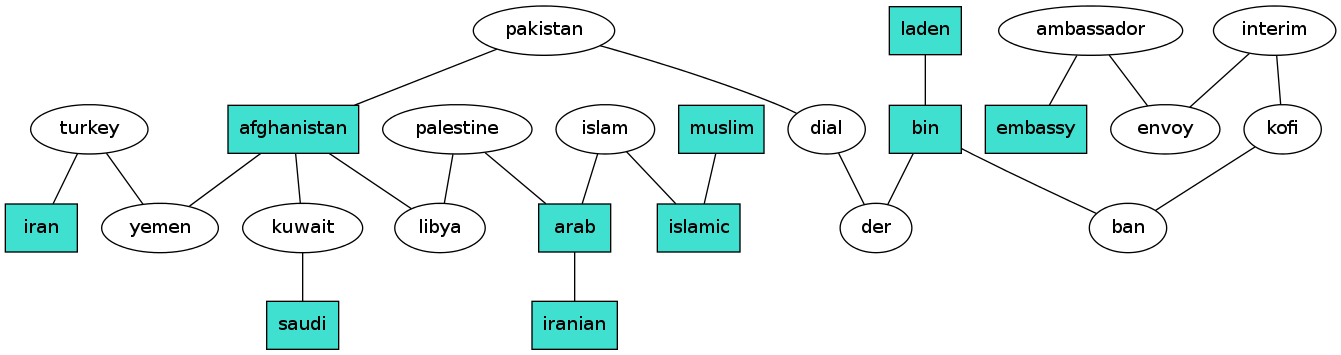 pakistan
laden
ambassador
interim
turkey
afghanistan
palestine
islam
muslim
dial
bin
embassy
envoy
kofi
iran
yemen
kuwait
libya
arab
islamic
der
ban
saudi
iranian